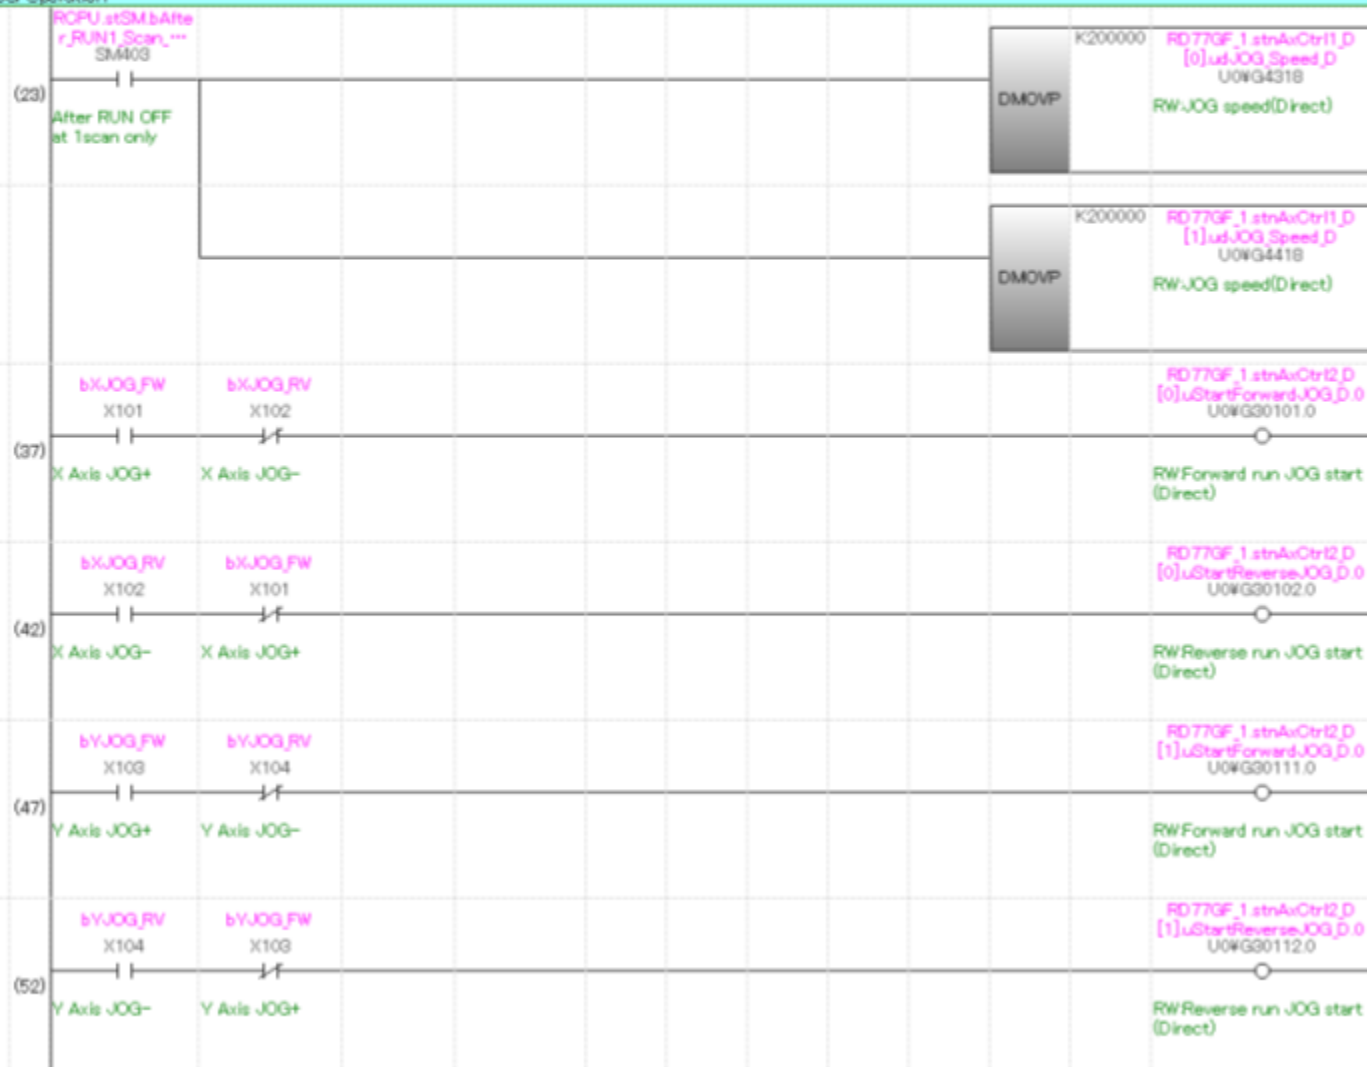 RCPU.stSM.bAfte
r_RUN1_Scan_…
SM403
(23)
After RUN OFF
at 1scan only
DMOVP
K200000
RD77GF_1.stnAxCtrl1_D
[0].udJOG_Speed_D
U0¥G4318
RW:JOG speed(Direct)
DMOVP
K200000
RD77GF_1.stnAxCtrl1_D
[1].udJOG_Speed_D
U0¥G4418
RW:JOG speed(Direct)
bXJOG_FW
X101
bXJOG_RV
X102
RD77GF_1.stnAxCtrl2_D
[0].uStartForwardJOG_D.0
U0¥G30101.0
(37)
X Axis JOG+
X Axis JOG-
RW:Forward run JOG start
(Direct)
bXJOG_RV
X102
bXJOG_FW
X101
RD77GF_1.stnAxCtrl2_D
[0].uStartReverseJOG_D.0
U0¥G30102.0
(42)
X Axis JOG-
X Axis JOG+
RW:Reverse run JOG start
(Direct)
bYJOG_FW
X103
bYJOG_RV
X104
RD77GF_1.stnAxCtrl2_D
[1].uStartForwardJOG_D.0
U0¥G30111.0
(47)
Y Axis JOG+
Y Axis JOG-
RW:Forward run JOG start
(Direct)
bYJOG_RV
X104
bYJOG_FW
X103
RD77GF_1.stnAxCtrl2_D
[1].uStartReverseJOG_D.0
U0¥G30112.0
(52)
Y Axis JOG-
Y Axis JOG+
RW:Reverse run JOG start
(Direct)